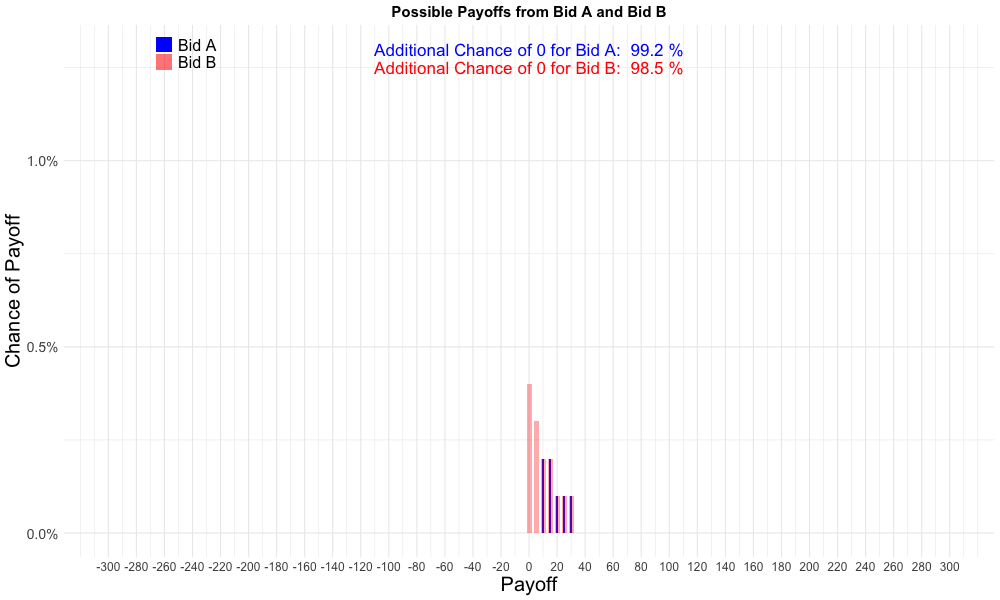 Possible Payoffs from Bid A and Bid B
Bid A
Bid B
Additional Chance of 0 for Bid A:  99.2 %
Additional Chance of 0 for Bid B:  98.5 %
Chance of Payoff
1.0%
0.5%
0.0%
-300 -280 -260 -240 -220 -200 -180 -160 -140 -120 -100 -80 -60 -40 -20 0 20 40 60 80 100 120 140 160 180 200 220 240 260 280 300
Payoff